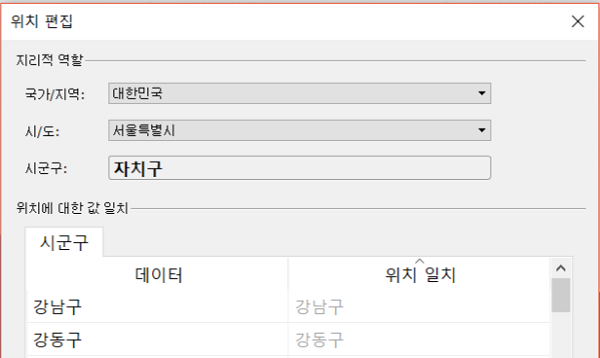 위치 편집
지리적 역할
국가/지역: 대한민국
시/도: 서울특별시
시군구: 자치구
위치에 대한 값 일치
시군구
데이터 위치 일치
강남구 강남구
강동구 강동구